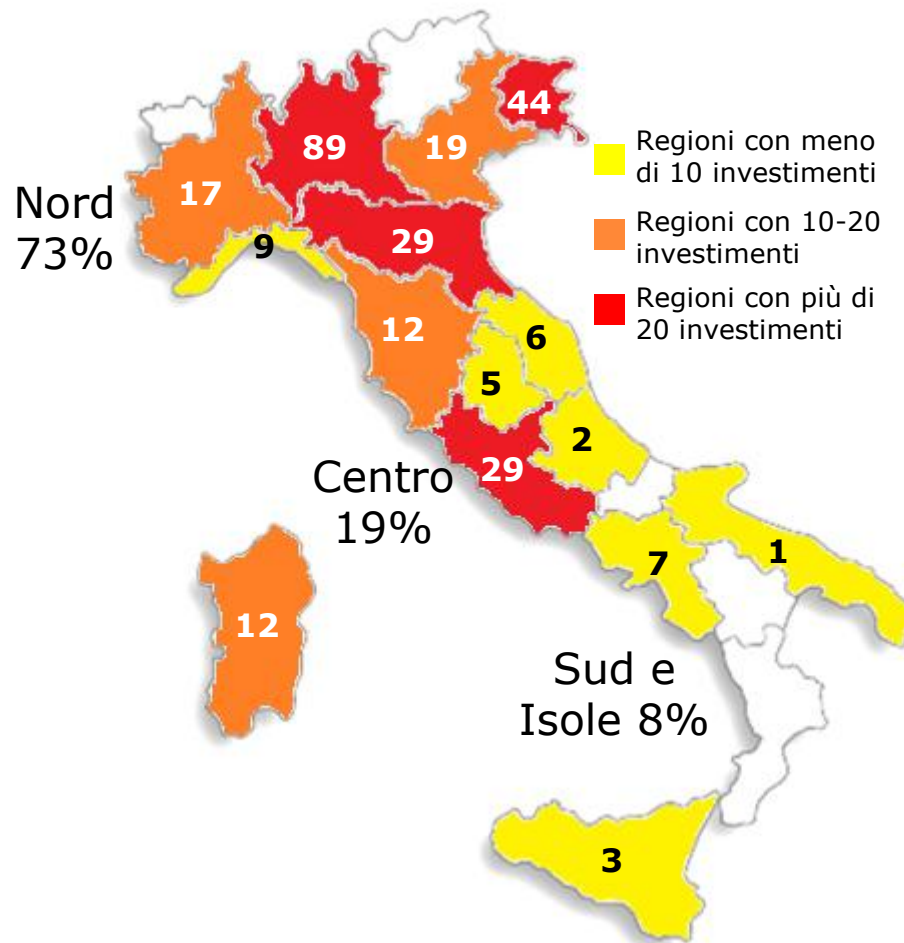 44
89
19
17
Nord
73%
9
29
12
6
5
2
29
Centro
19%
7
1
12
Sud e
Isole 8%
3
Regioni con meno
di 10 investimenti
Regioni con 10-20
investimenti
Regioni con più di
20 investimenti